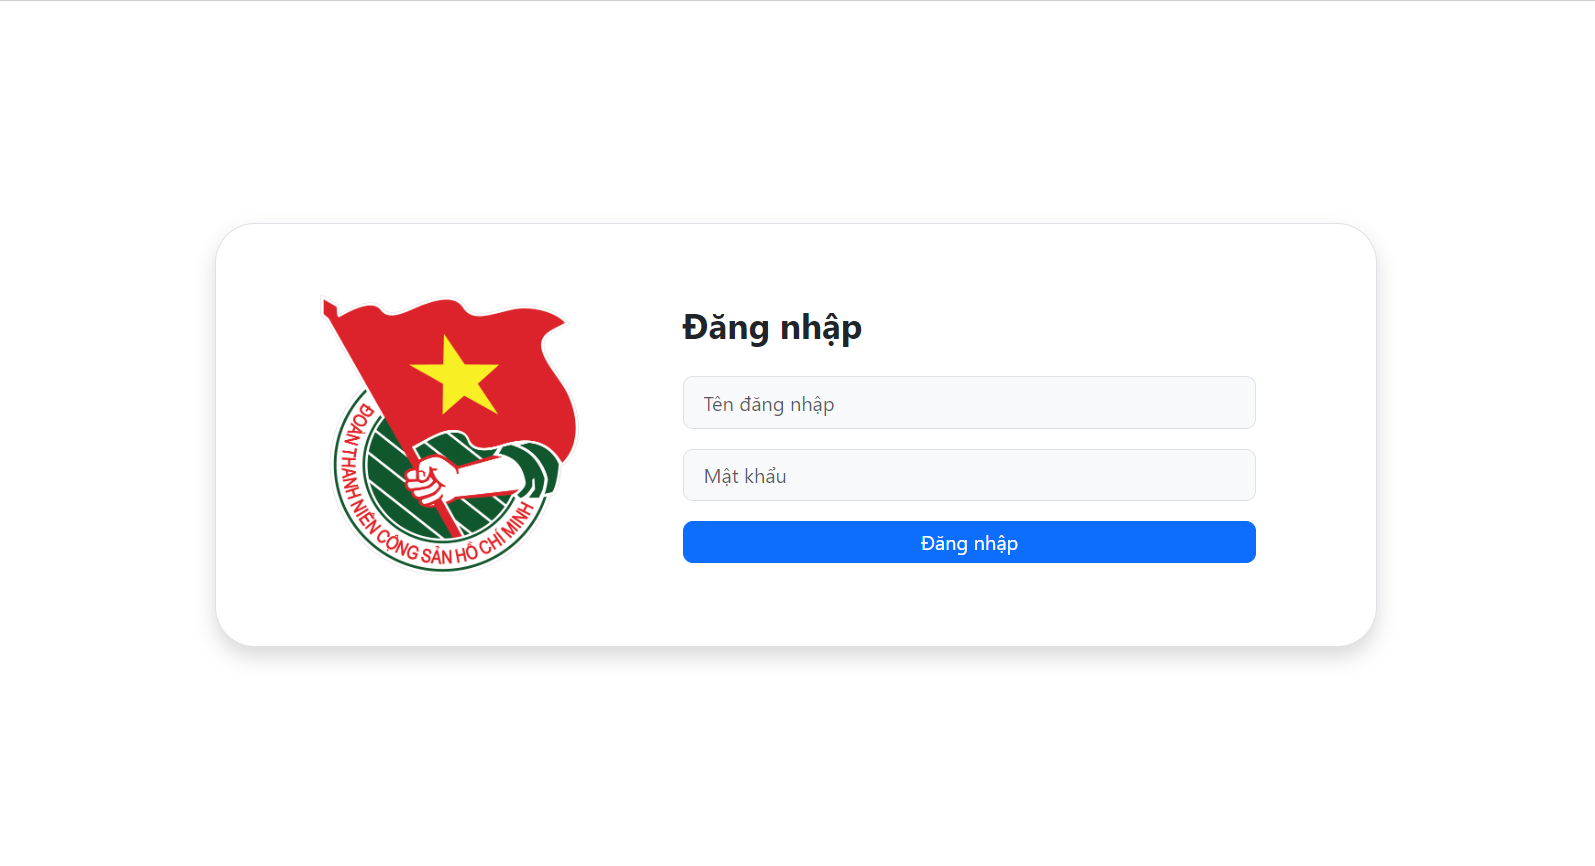 ĐOÀN THANH NIÊN CỘNG SẢN HỒ CHÍ MINH
Đăng nhập
Tên đăng nhập
Mật khẩu
Đăng nhập